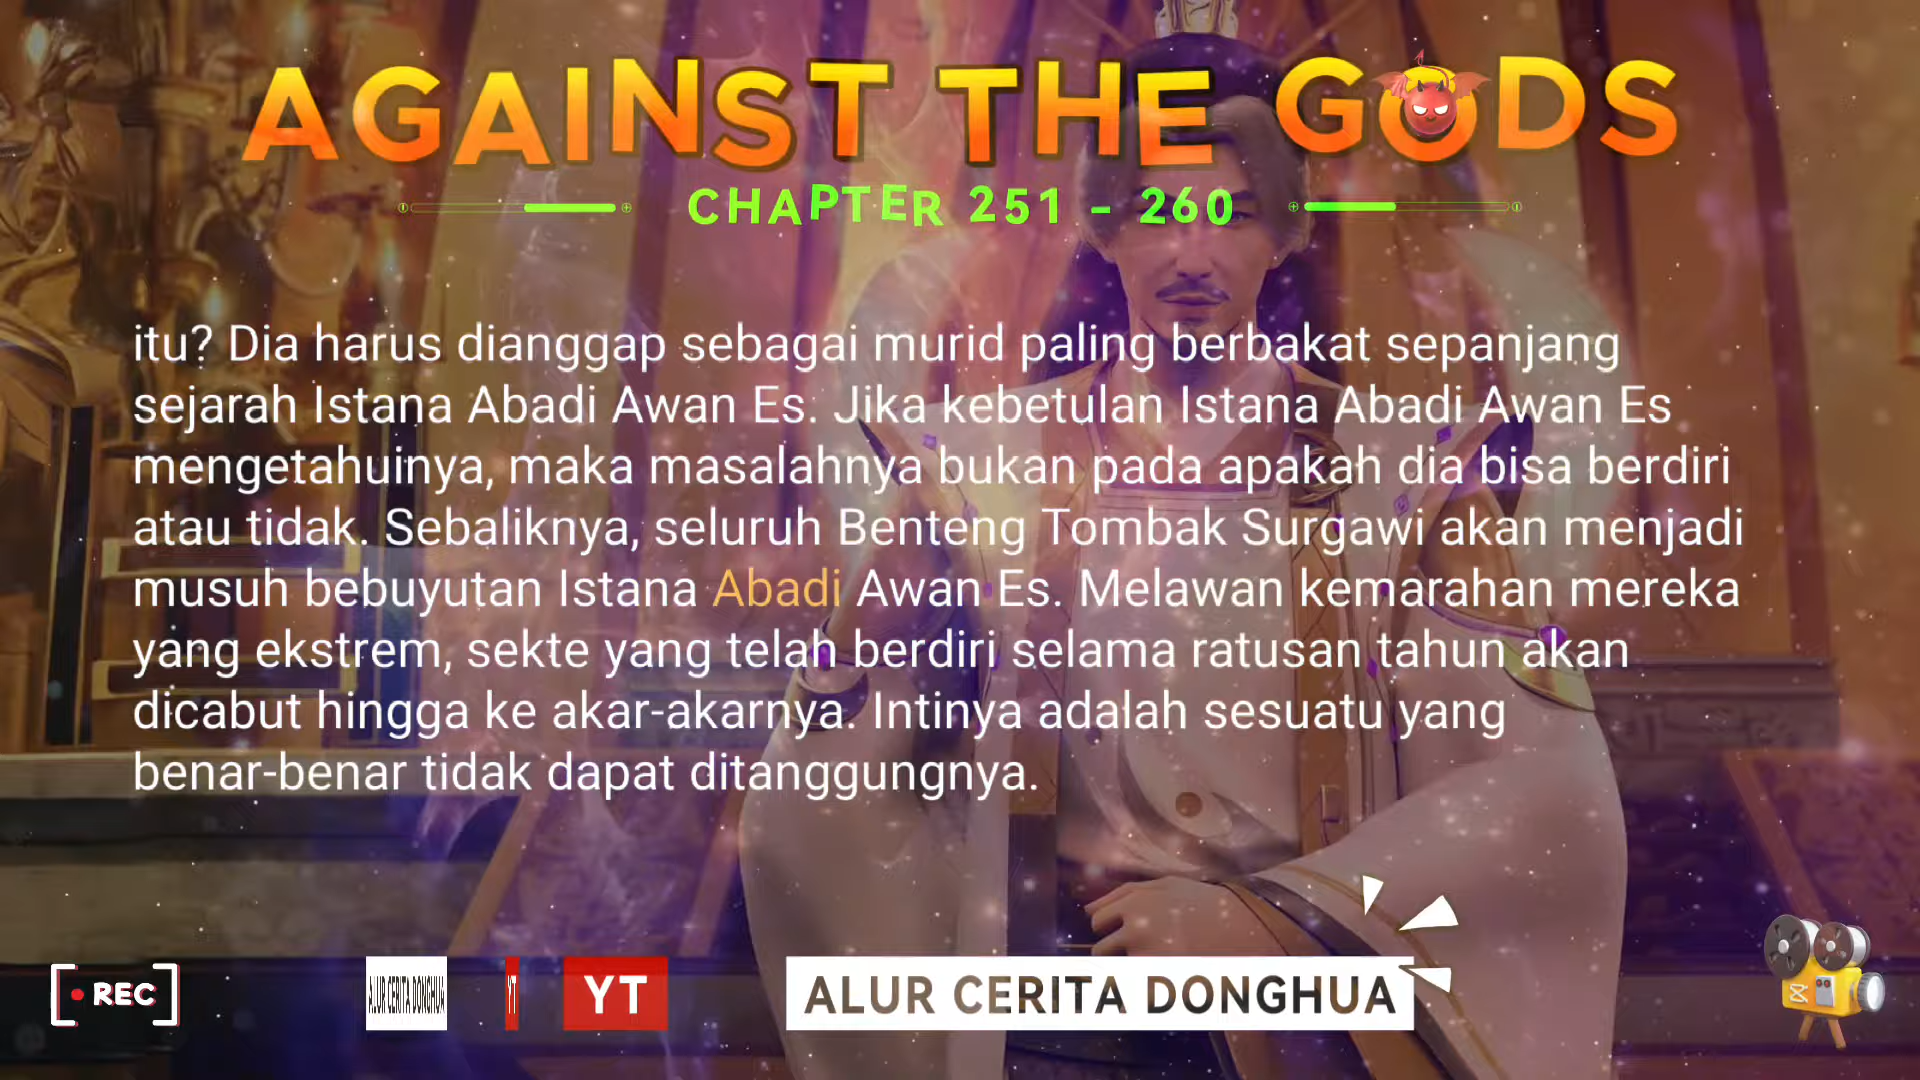 AGAINST THE GODS
CHAPTER 251 - 260
itu? Dia harus dianggap sebagai murid paling berbakat sepanjang
sejarah Istana Abadi Awan Es. Jika kebetulan Istana Abadi Awan Es
mengetahuinya, maka masalahnya bukan pada apakah dia bisa berdiri
atau tidak. Sebaliknya, seluruh Benteng Tombak Surgawi akan menjadi
musuh bebuyutan Istana Abadi Awan Es. Melawan kemarahan mereka
yang ekstrem, sekte yang telah berdiri selama ratusan tahun akan
dicabut hingga ke akar-akarnya. Intinya adalah sesuatu yang
benar-benar tidak dapat ditanggungnya.
REC
ALUR CERITA DONGHUA
YT
YT
ALUR CERITA DONGHUA